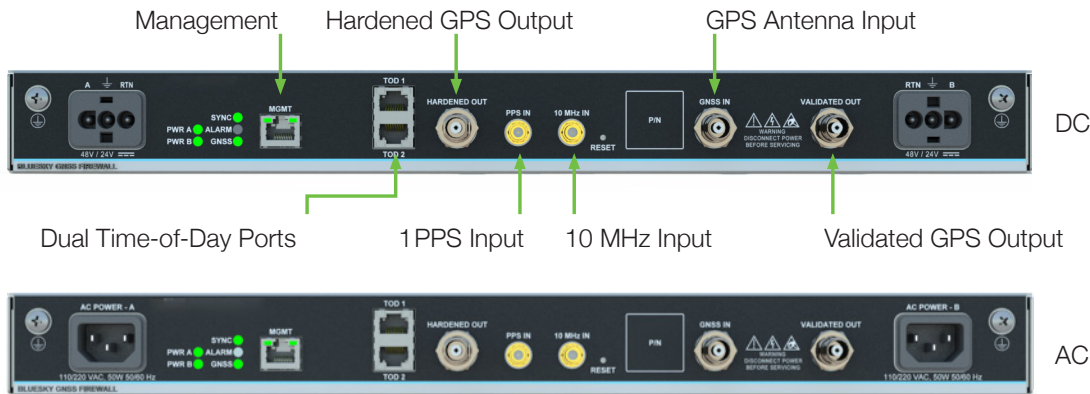 Management
Hardened GPS Output
GPS Antenna Input
A RTN
48V / 24V
SYNC
PWR A ALARM
PWR B GNSS
MGMT
TOD 1
TOD 2
HARDENED OUT
PPS IN
10 MHz IN
RESET
P/N
GNSS IN
WARNING
DISCONNECT POWER
BEFORE SERVICING
VALIDATED OUT
RTN B
48V / 24V
BLUESKY GNSS FIREWALL
DC
Dual Time-of-Day Ports
1PPS Input
10 MHz Input
Validated GPS Output
AC POWER - A
110/220 VAC, 50W 50/60 Hz
SYNC
PWR A ALARM
PWR B GNSS
MGMT
TOD 1
TOD 2
HARDENED OUT
PPS IN
10 MHz IN
RESET
P/N
GNSS IN
WARNING
DISCONNECT POWER
BEFORE SERVICING
VALIDATED OUT
AC POWER - B
110/220 VAC, 50W 50/60 Hz
BLUESKY GNSS FIREWALL
AC